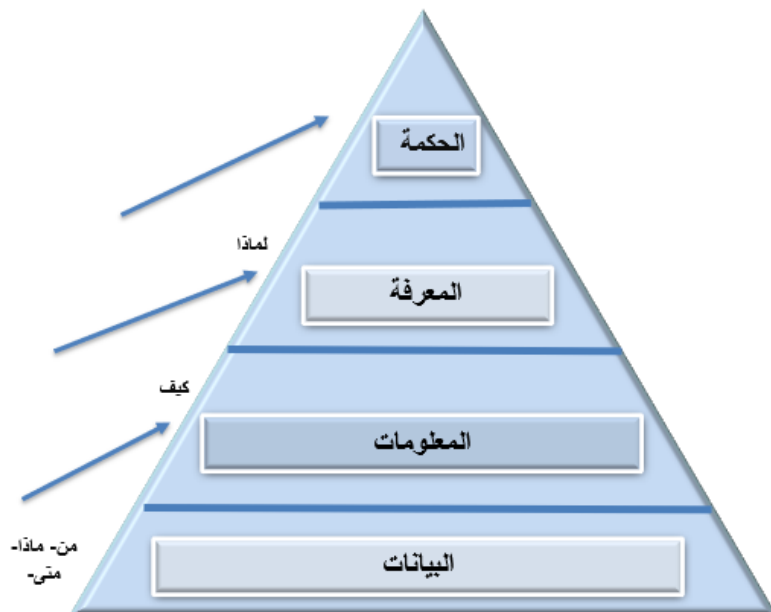 الحكمة
لماذا
المعرفة
كيف
المعلومات
من- ماذا-
متى-
البيانات